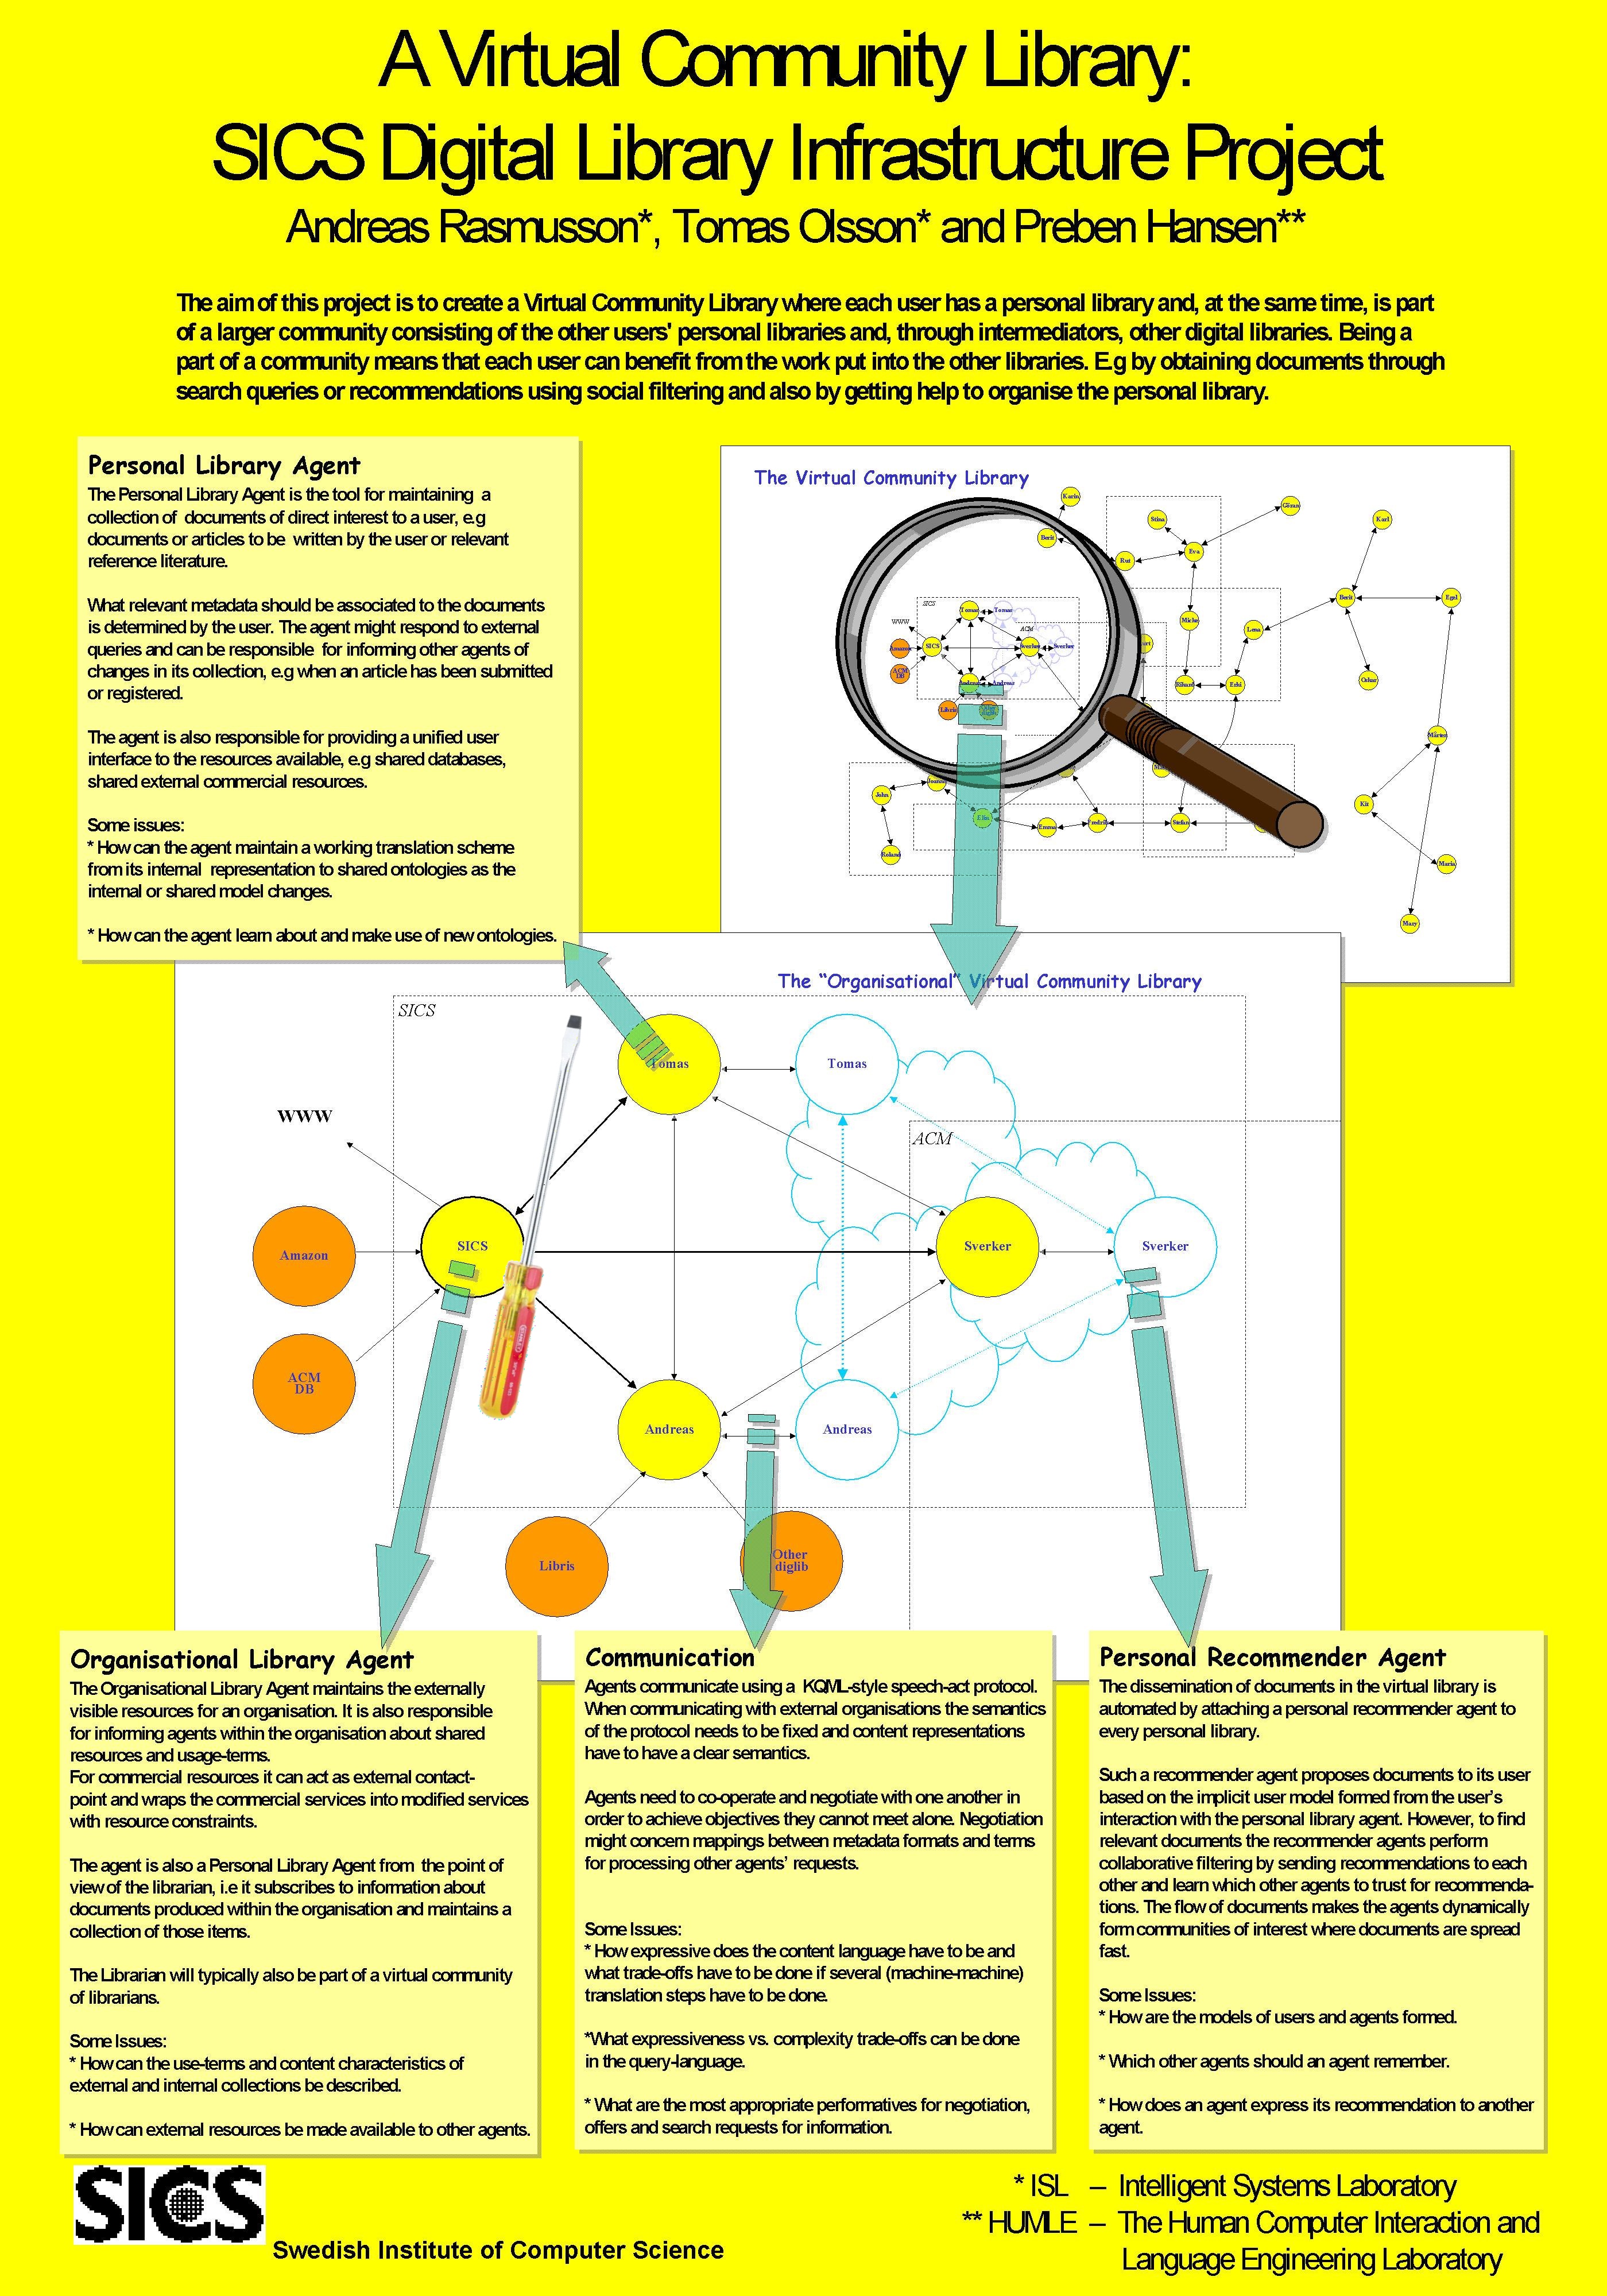 A Virtual Community Library:
SICS Digital Library Infrastructure Project
Andreas Rasmusson*, Tomas Olsson* and Preben Hansen**
The aim of this project is to create a Virtual Community Library where each user has a personal library and, at the same time, is part
of a larger community consisting of the other users' personal libraries and, through intermediators, other digital libraries. Being a
part of a community means that each user can benefit from the work put into the other libraries. E.g by obtaining documents through
search queries or recommendations using social filtering and also by getting help to organise the personal library.
Personal Library Agent
The Personal Library Agent is the tool for maintaining a
collection of documents of direct interest to a user, e.g
documents or articles to be written by the user or relevant
reference literature.
What relevant metadata should be associated to the documents
is determined by the user. The agent might respond to external
queries and can be responsible for informing other agents of
changes in its collection, e.g when an article has been submitted
or registered.
The agent is also responsible for providing a unified user
interface to the resources available, e.g shared databases,
shared external commercial resources.
Some issues:
* How can the agent maintain a working translation scheme
from its internal representation to shared ontologies as the
internal or shared model changes.
* How can the agent learn about and make use of new ontologies.
The Virtual Community Library
Karin
Göran
Stina
Karl
Berit
Eva
Rut
Berit
Egel
SICS
Tomas
Tomas
WWW
Lena
ACM
Amazon
SICS
Sverker
Sverker
ACM
DB
Andreas
Andreas
Rikard
Erki
Oskar
Libris
Märten
John
Kit
Elin
Emma
Fredrik
Stefan
Roland
Maria
Mary
The “Organisational” Virtual Community Library
SICS
Tomas
Tomas
WWW
ACM
SICS
Sverker
Sverker
Amazon
ACM
DB
Andreas
Andreas
Libris
Other
diglib
Organisational Library Agent
The Organisational Library Agent maintains the externally
visible resources for an organisation. It is also responsible
for informing agents within the organisation about shared
resources and usage-terms.
For commercial resources it can act as external contact-
point and wraps the commercial services into modified services
with resource constraints.
The agent is also a Personal Library Agent from the point of
view of the librarian, i.e it subscribes to information about
documents produced within the organisation and maintains a
collection of those items.
The Librarian will typically also be part of a virtual community
of librarians.
Some Issues:
* How can the use-terms and content characteristics of
external and internal collections be described.
* How can external resources be made available to other agents.
Communication
Agents communicate using a KQML-style speech-act protocol.
When communicating with external organisations the semantics
of the protocol needs to be fixed and content representations
have to have a clear semantics.
Agents need to co-operate and negotiate with one another in
order to achieve objectives they cannot meet alone. Negotiation
might concern mappings between metadata formats and terms
for processing other agents’ requests.
Some Issues:
* How expressive does the content language have to be and
what trade-offs have to be done if several (machine-machine)
translation steps have to be done.
*What expressiveness vs. complexity trade-offs can be done
in the query-language.
* What are the most appropriate performatives for negotiation,
offers and search requests for information.
Personal Recommender Agent
The dissemination of documents in the virtual library is
automated by attaching a personal recommender agent to
every personal library.
Such a recommender agent proposes documents to its user
based on the implicit user model formed from the user’s
interaction with the personal library agent. However, to find
relevant documents the recommender agents perform
collaborative filtering by sending recommendations to each
other and learn which other agents to trust for recommenda-
tions. The flow of documents makes the agents dynamically
form communities of interest where documents are spread
fast.
Some Issues:
* How are the models of users and agents formed.
* Which other agents should an agent remember.
* How does an agent express its recommendation to another
agent.
SICS
Swedish Institute of Computer Science
* ISL – Intelligent Systems Laboratory
** HUMLE – The Human Computer Interaction and
Language Engineering Laboratory